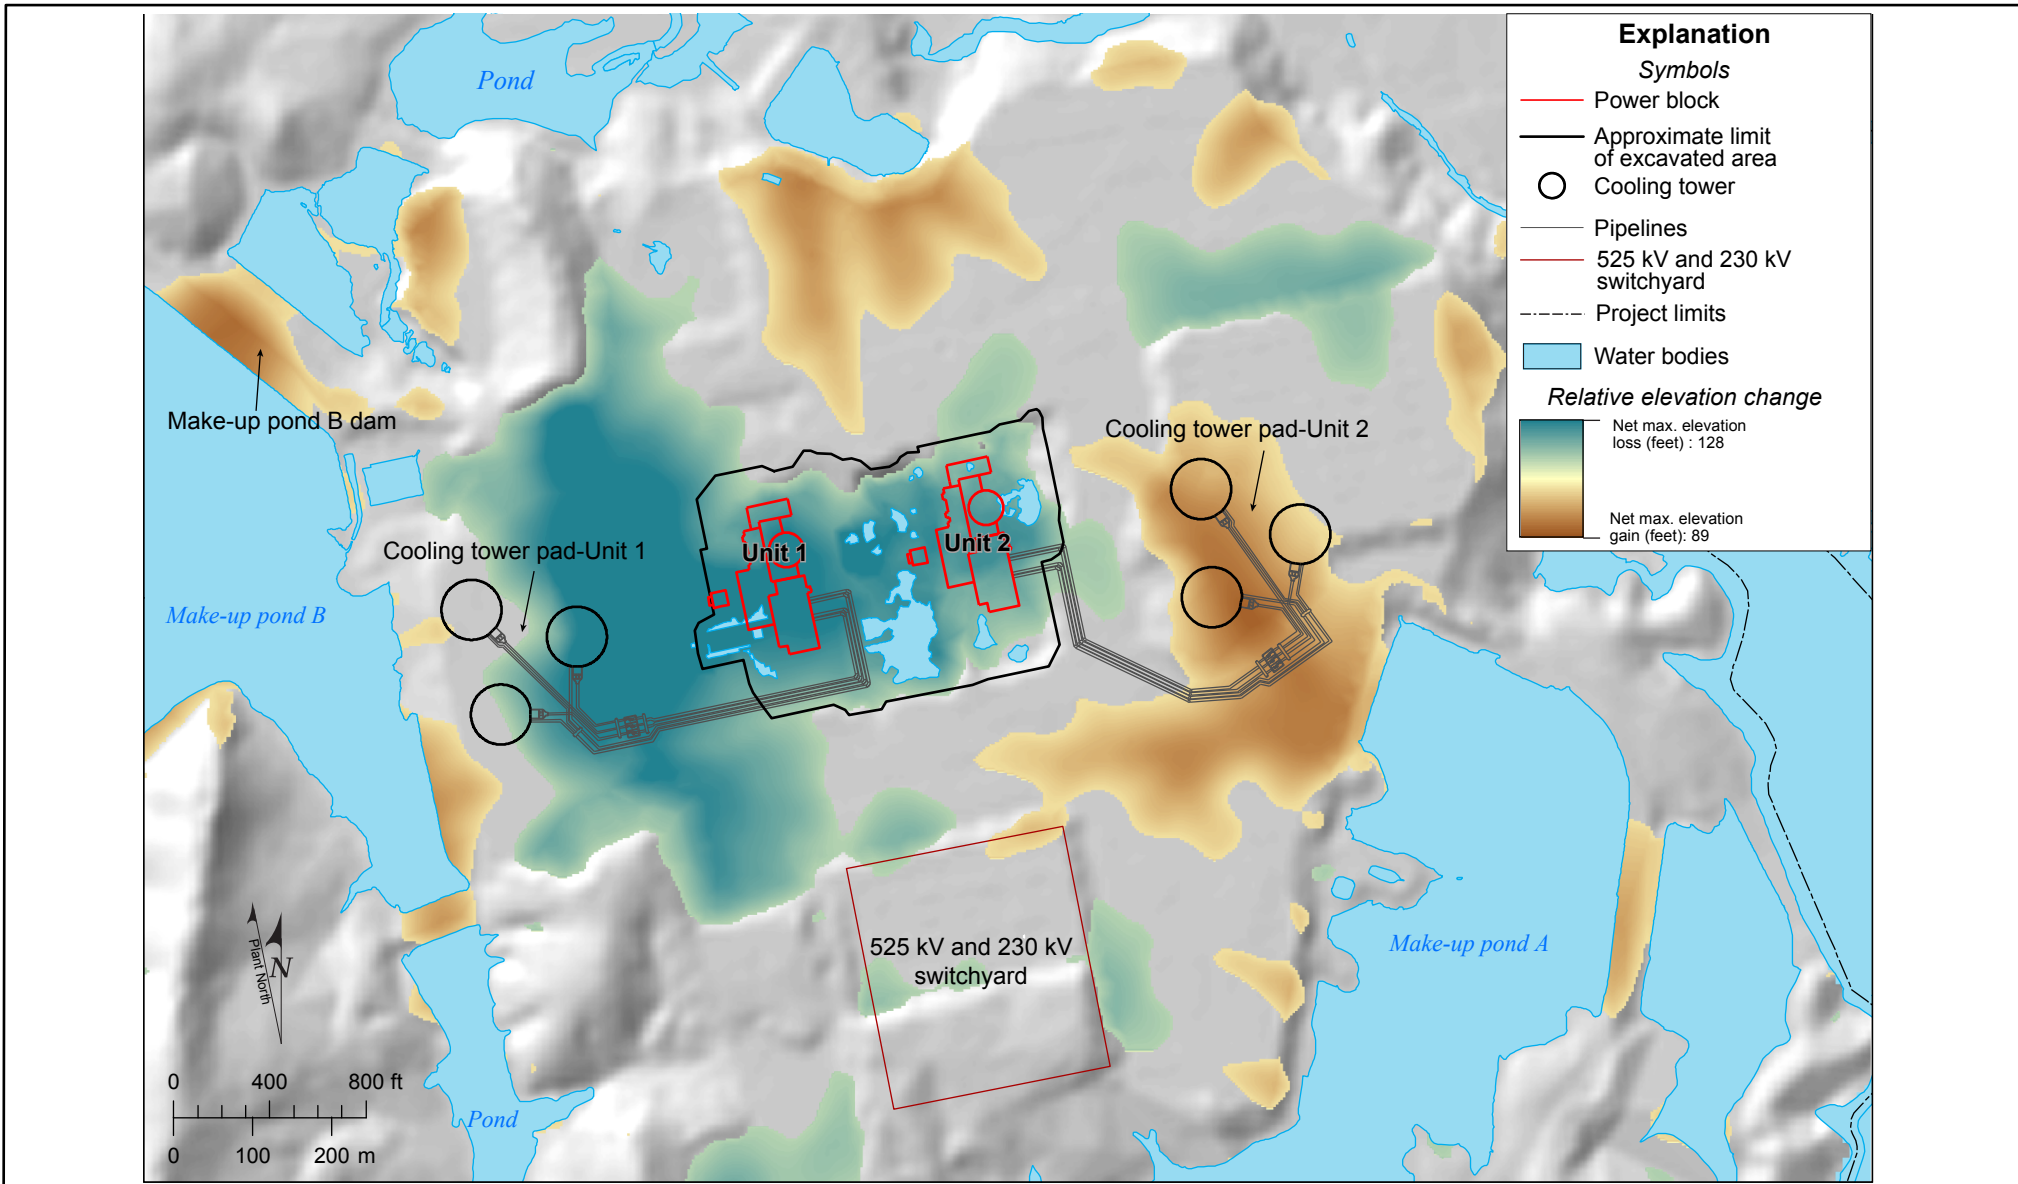 Explanation
Symbols
Power block
Approximate limit
of excavated area
Cooling tower
Pipelines
525 kV and 230 kV
switchyard
Project limits
Water bodies
Relative elevation change
Net max. elevation
loss (feet) : 128
Net max. elevation
gain (feet): 89
Pond
Make-up pond B dam
Cooling tower pad-Unit 2
Cooling tower pad-Unit 1
Unit 1
Unit 2
Make-up pond B
525 kV and 230 kV
switchyard
Make-up pond A
Plant North
N
0 400 800 ft
0 100 200 m
Pond